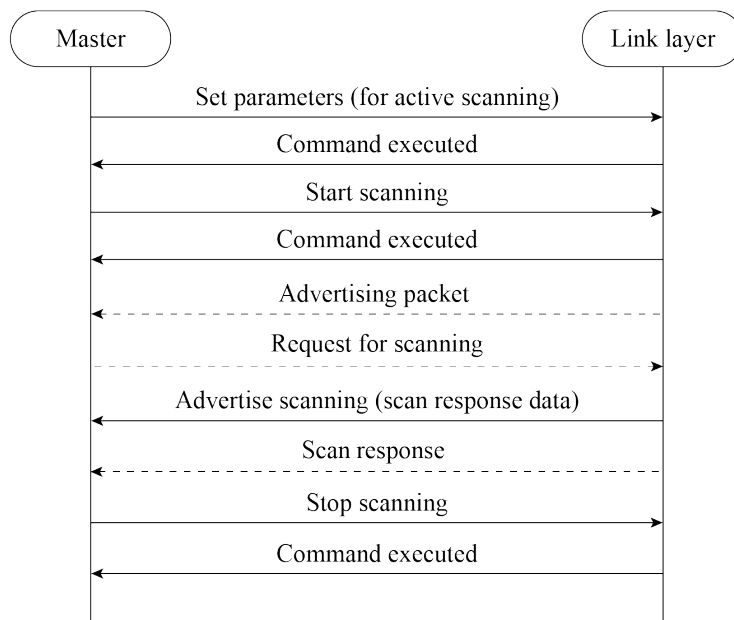 Master
Link layer
Set parameters (for active scanning)
Command executed
Start scanning
Command executed
Advertising packet
Request for scanning
Advertise scanning (scan response data)
Scan response
Stop scanning
Command executed